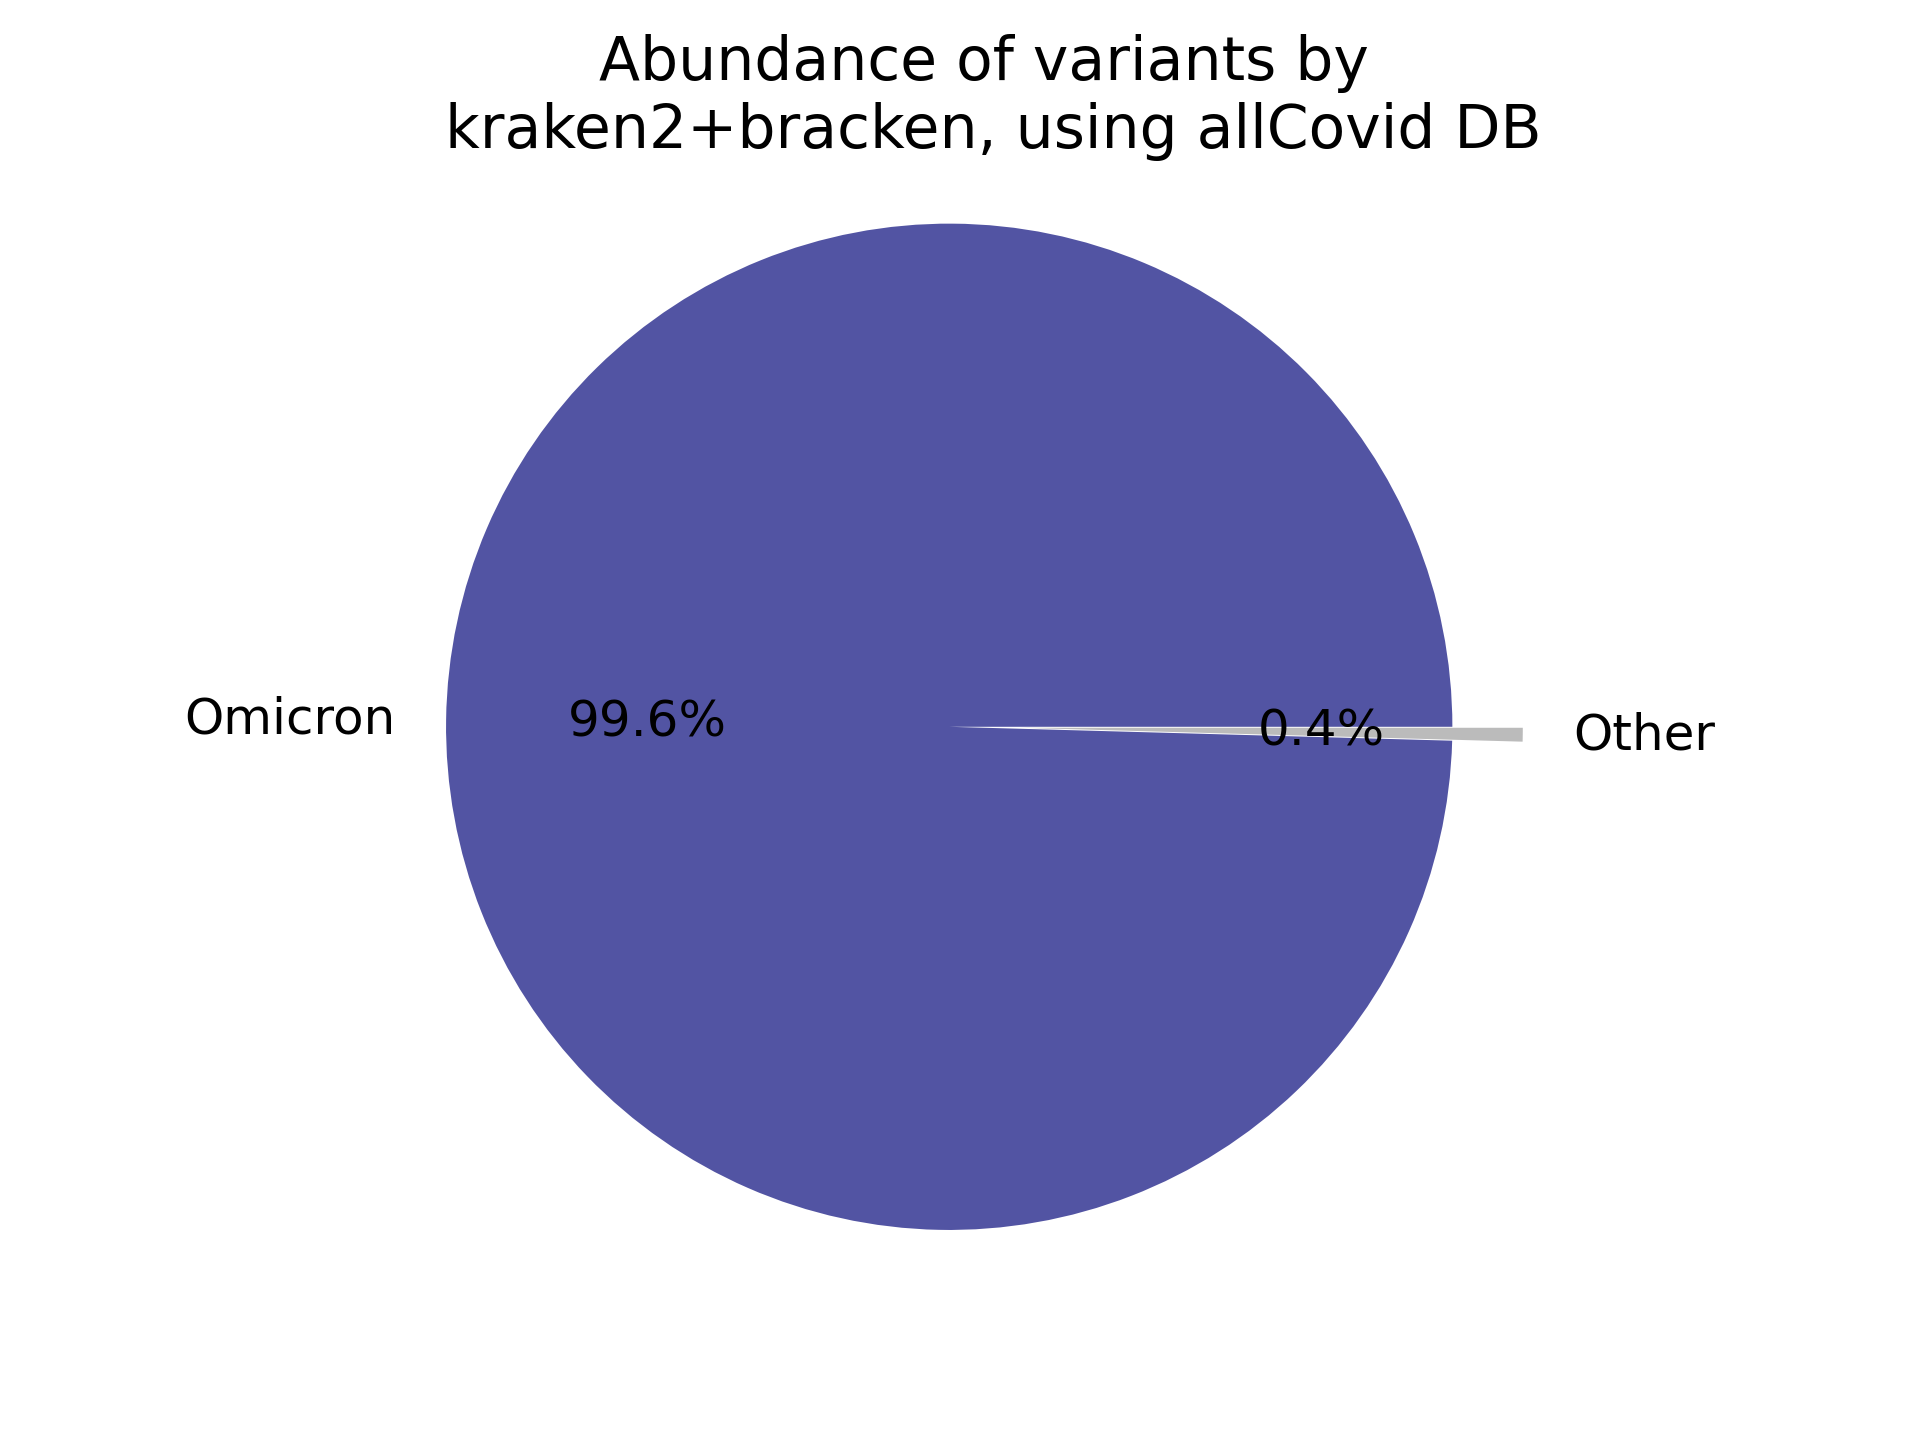 Abundance of variants by
kraken2+bracken, using allCovid DB
Omicron
99.6%
0.4%
Other